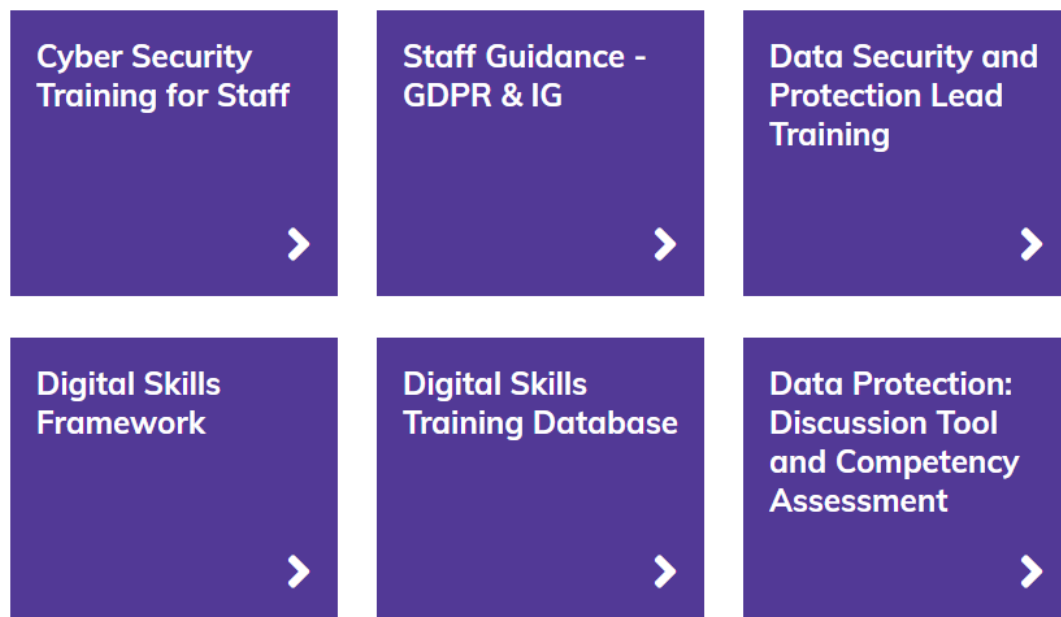 Cyber Security
Training for Staff
Staff Guidance -
GDPR & IG
Data Security and
Protection Lead
Training
Digital Skills
Framework
Digital Skills
Training Database
Data Protection:
Discussion Tool
and Competency
Assessment